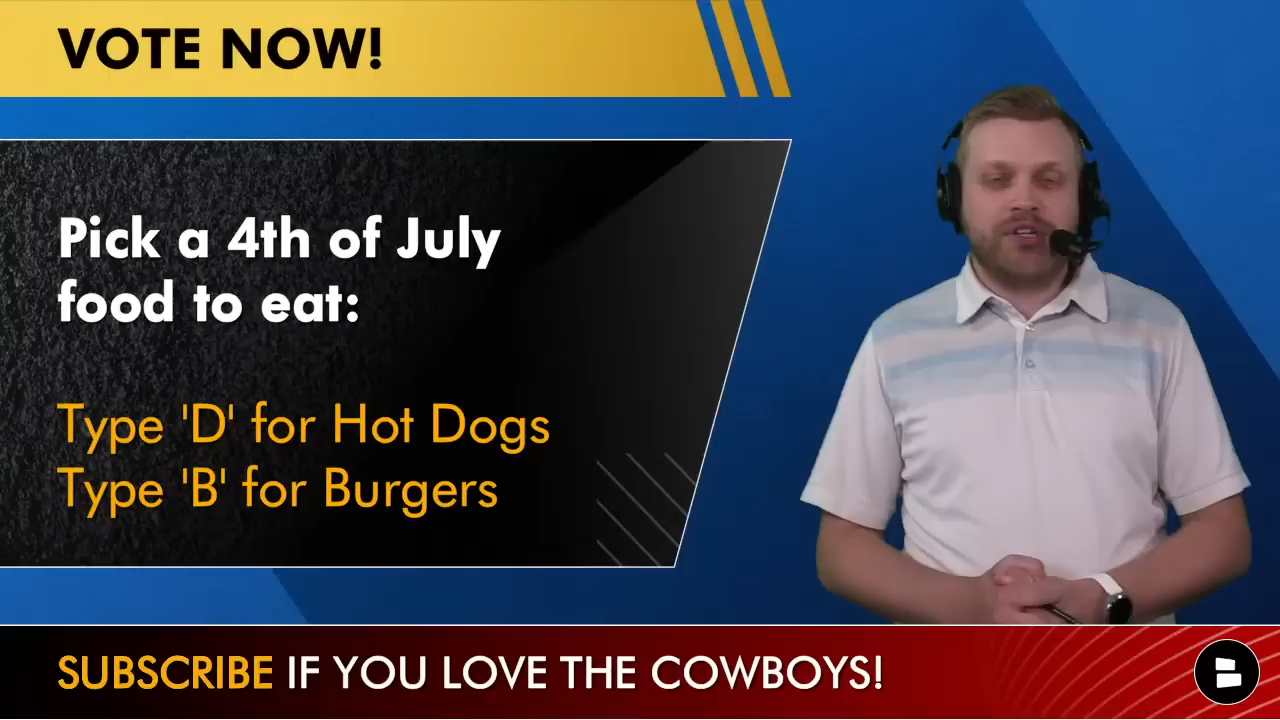 VOTE NOW!
Pick a 4th of July
food to eat:
Type 'D' for Hot Dogs
Type 'B' for Burgers
SUBSCRIBE IF YOU LOVE THE COWBOYS!